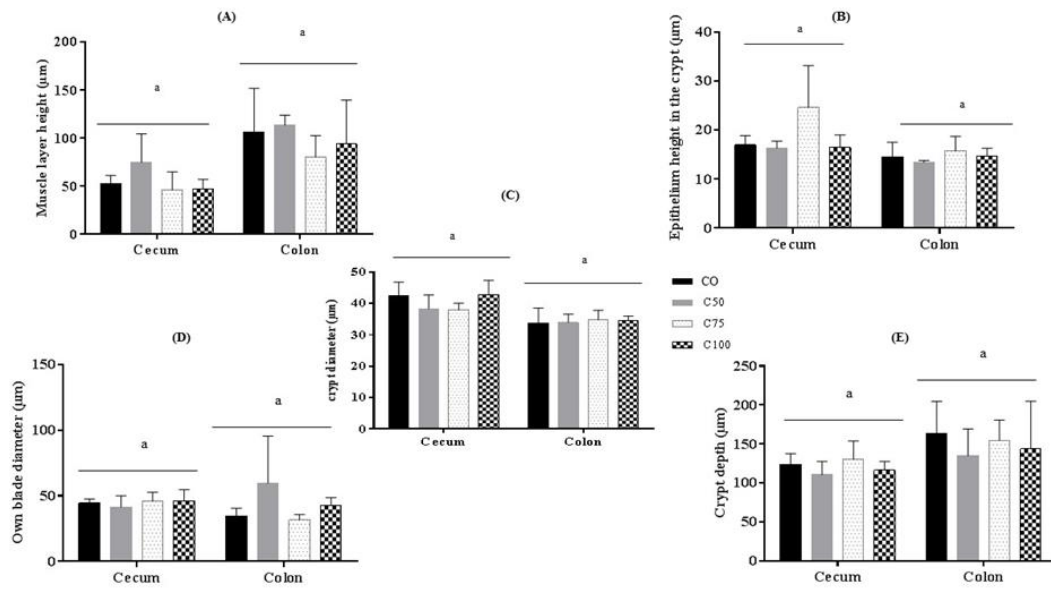 (A)
Muscle layer height (µm)
200
150
100
50
0
a
a
Cecum
Colon
(B)
Epithelium height in the crypt (µm)
40
30
20
10
0
a
a
Cecum
Colon
(C)
crypt diameter (µm)
50
40
30
20
10
0
a
a
Cecum
Colon
CO
C50
C75
C100
(D)
Own blade diameter (µm)
150
100
50
0
a
a
Cecum
Colon
(E)
Crypt depth (µm)
250
200
150
100
50
0
a
a
Cecum
Colon